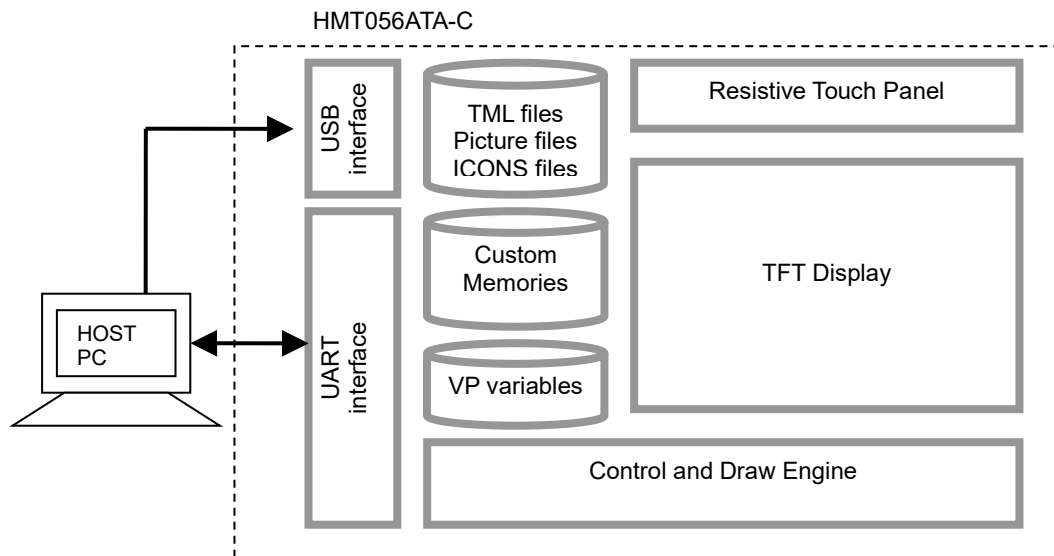 HMT056ATA-C
USB
interface
TML files
Picture files
ICONS files
Resistive Touch Panel
Custom
Memories
TFT Display
HOST
PC
UART
interface
VP variables
Control and Draw Engine